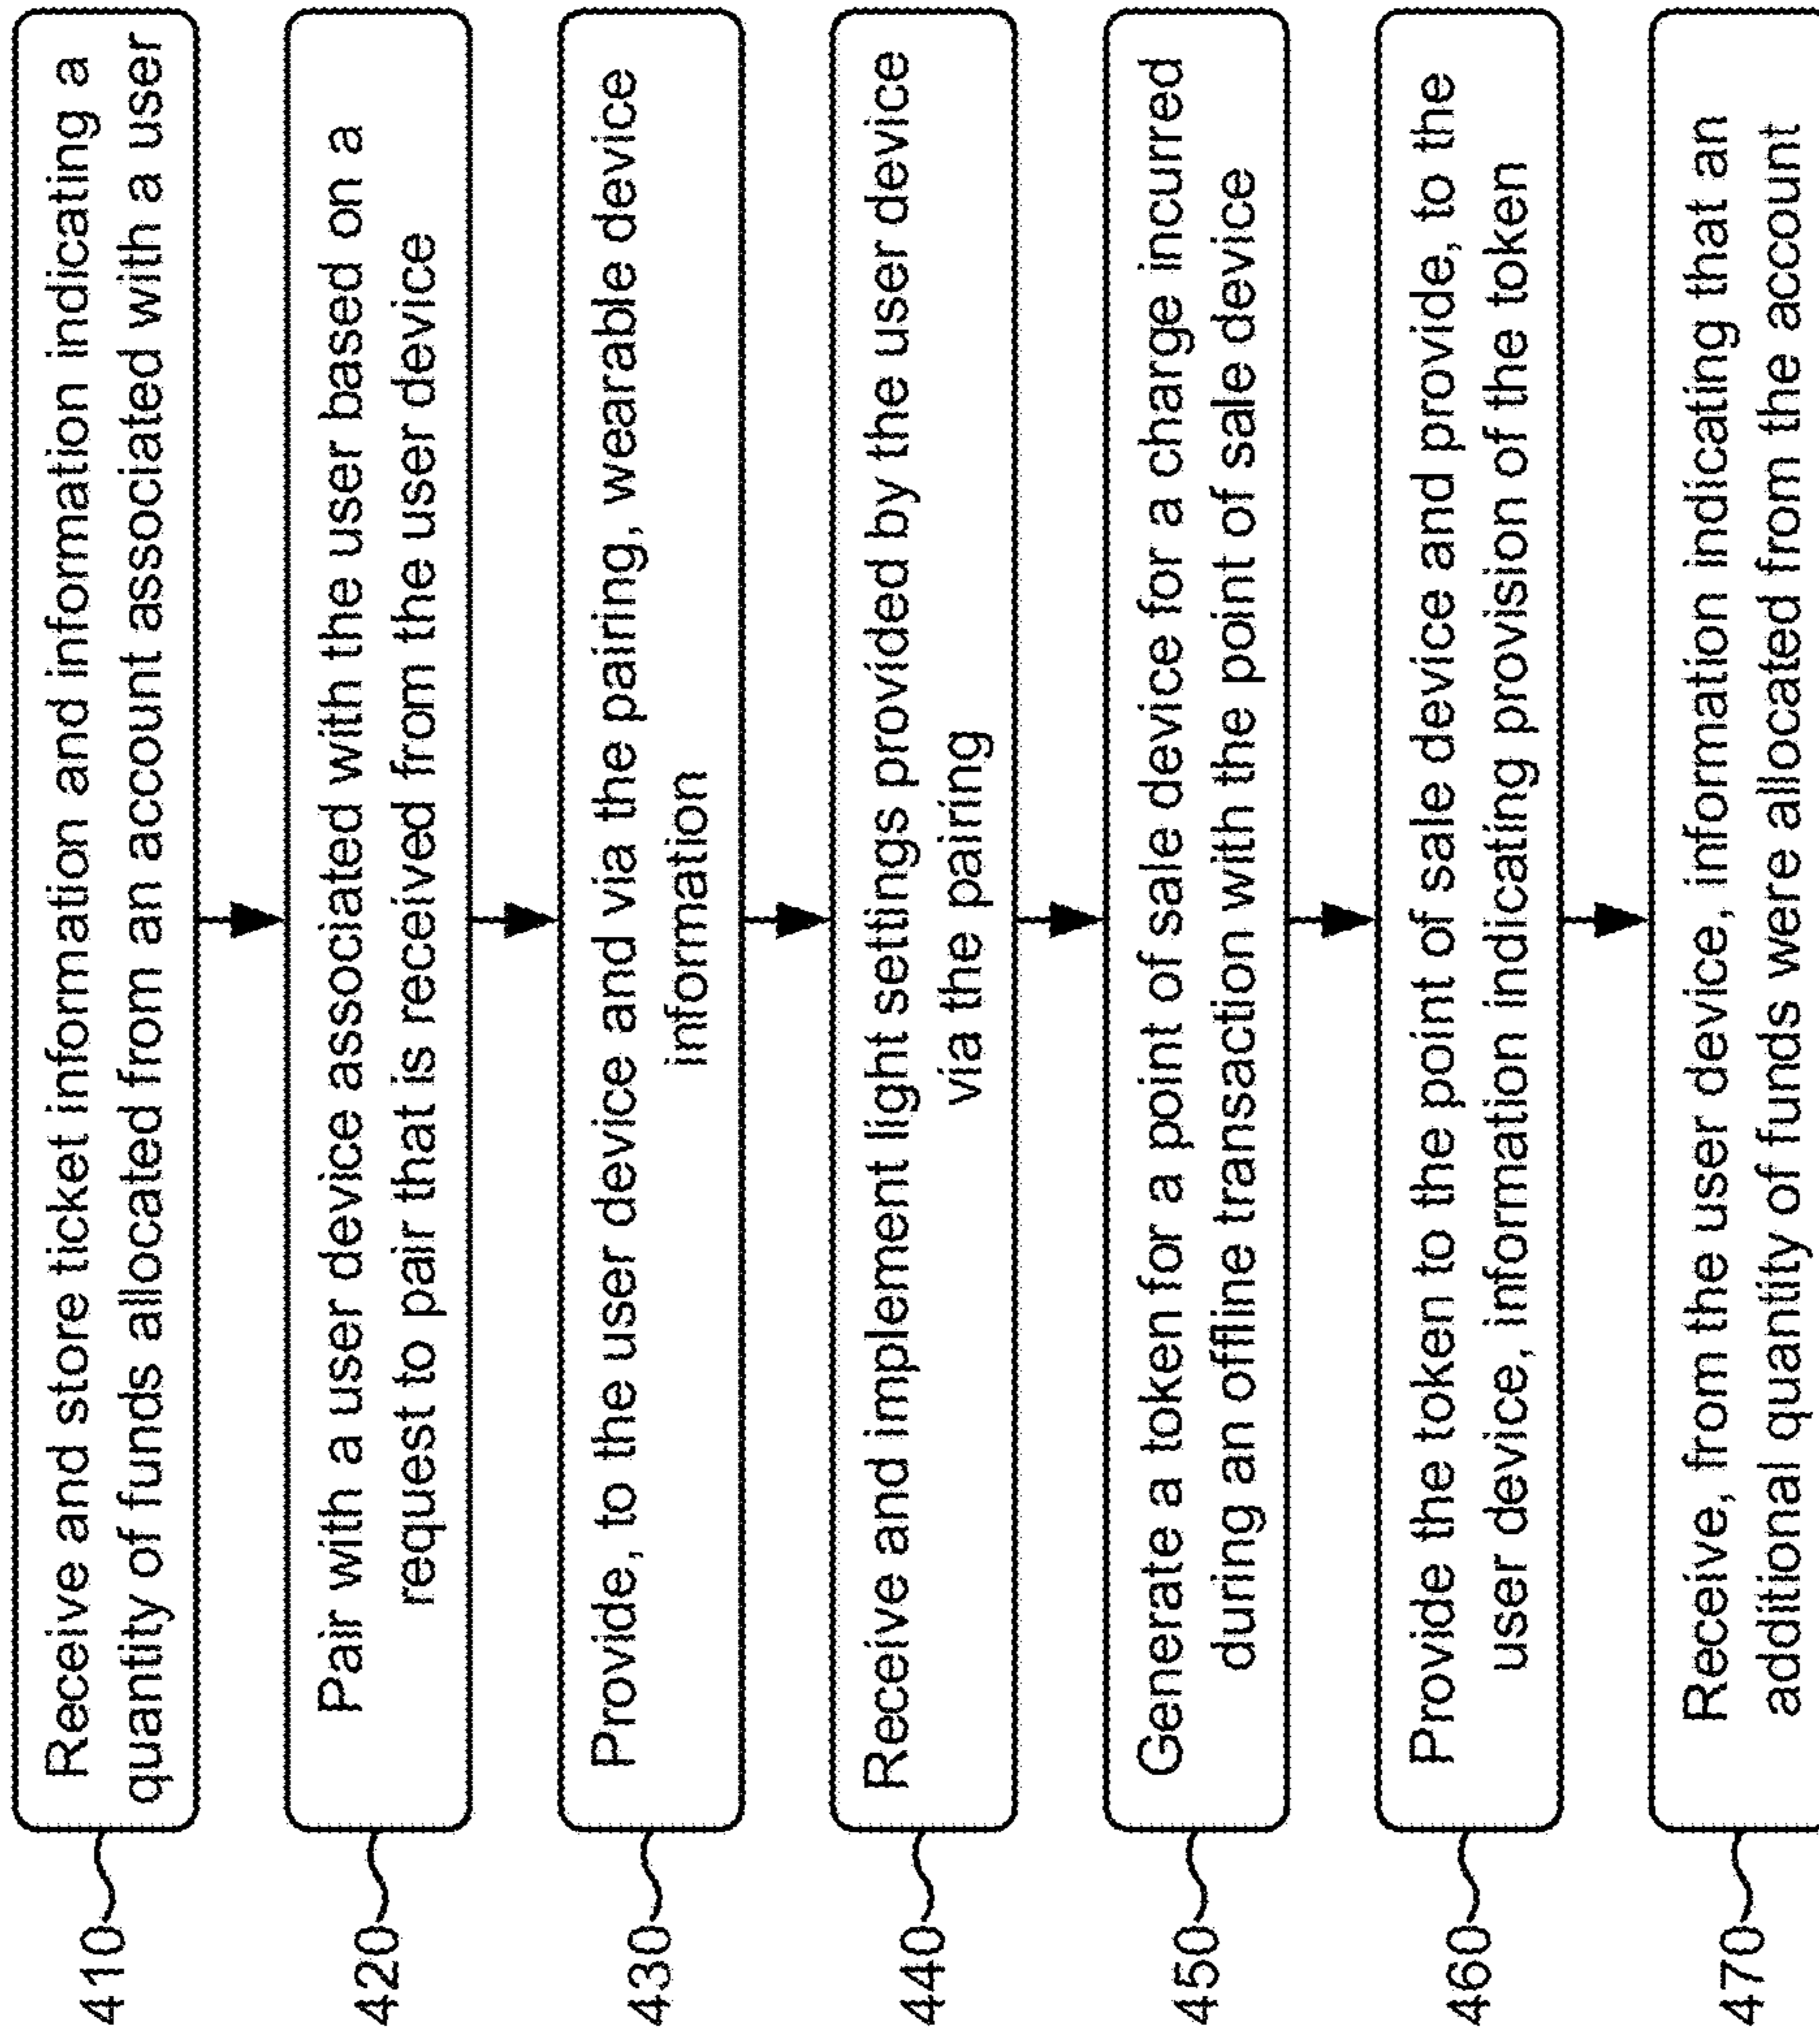 410
Receive and store ticket information and information indicating a
quantity of funds allocated from an account associated with a user
420
Pair with a user device associated with the user based on a
request to pair that is received from the user device
430
Provide, to the user device and via the pairing, wearable device
information
440
Receive and implement light settings provided by the user device
via the pairing
450
Generate a token for a point of sale device for a charge incurred
during an offline transaction with the point of sale device
460
Provide the token to the point of sale device and provide, to the
user device, information indicating provision of the token
470
Receive, from the user device, information indicating that an
additional quantity of funds were allocated from the account